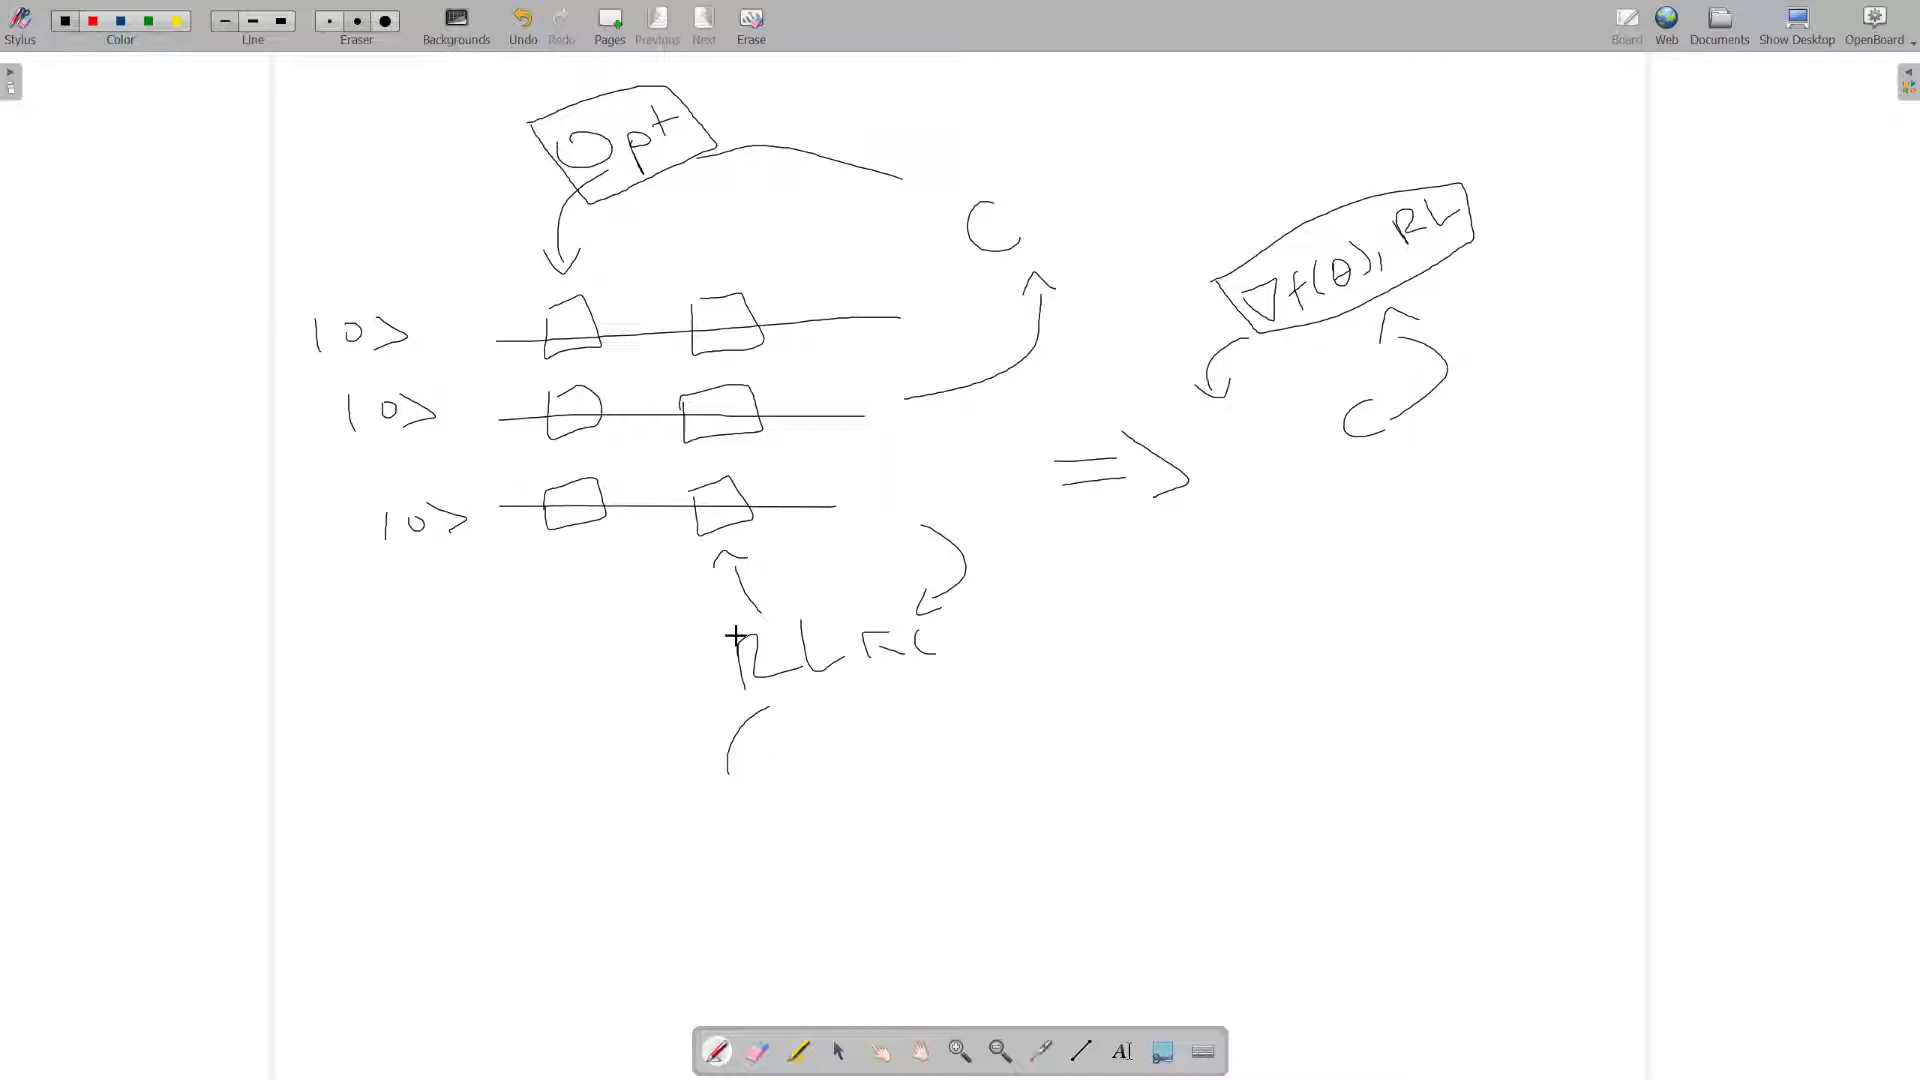 Stylus Color Line Eraser Backgrounds Undo Redo Pages Previous Next Erase Board Web Documents Show Desktop OpenBoard
Opt
C
∇f(θ), RL
|0>
|0>
C
|0>
RL
C